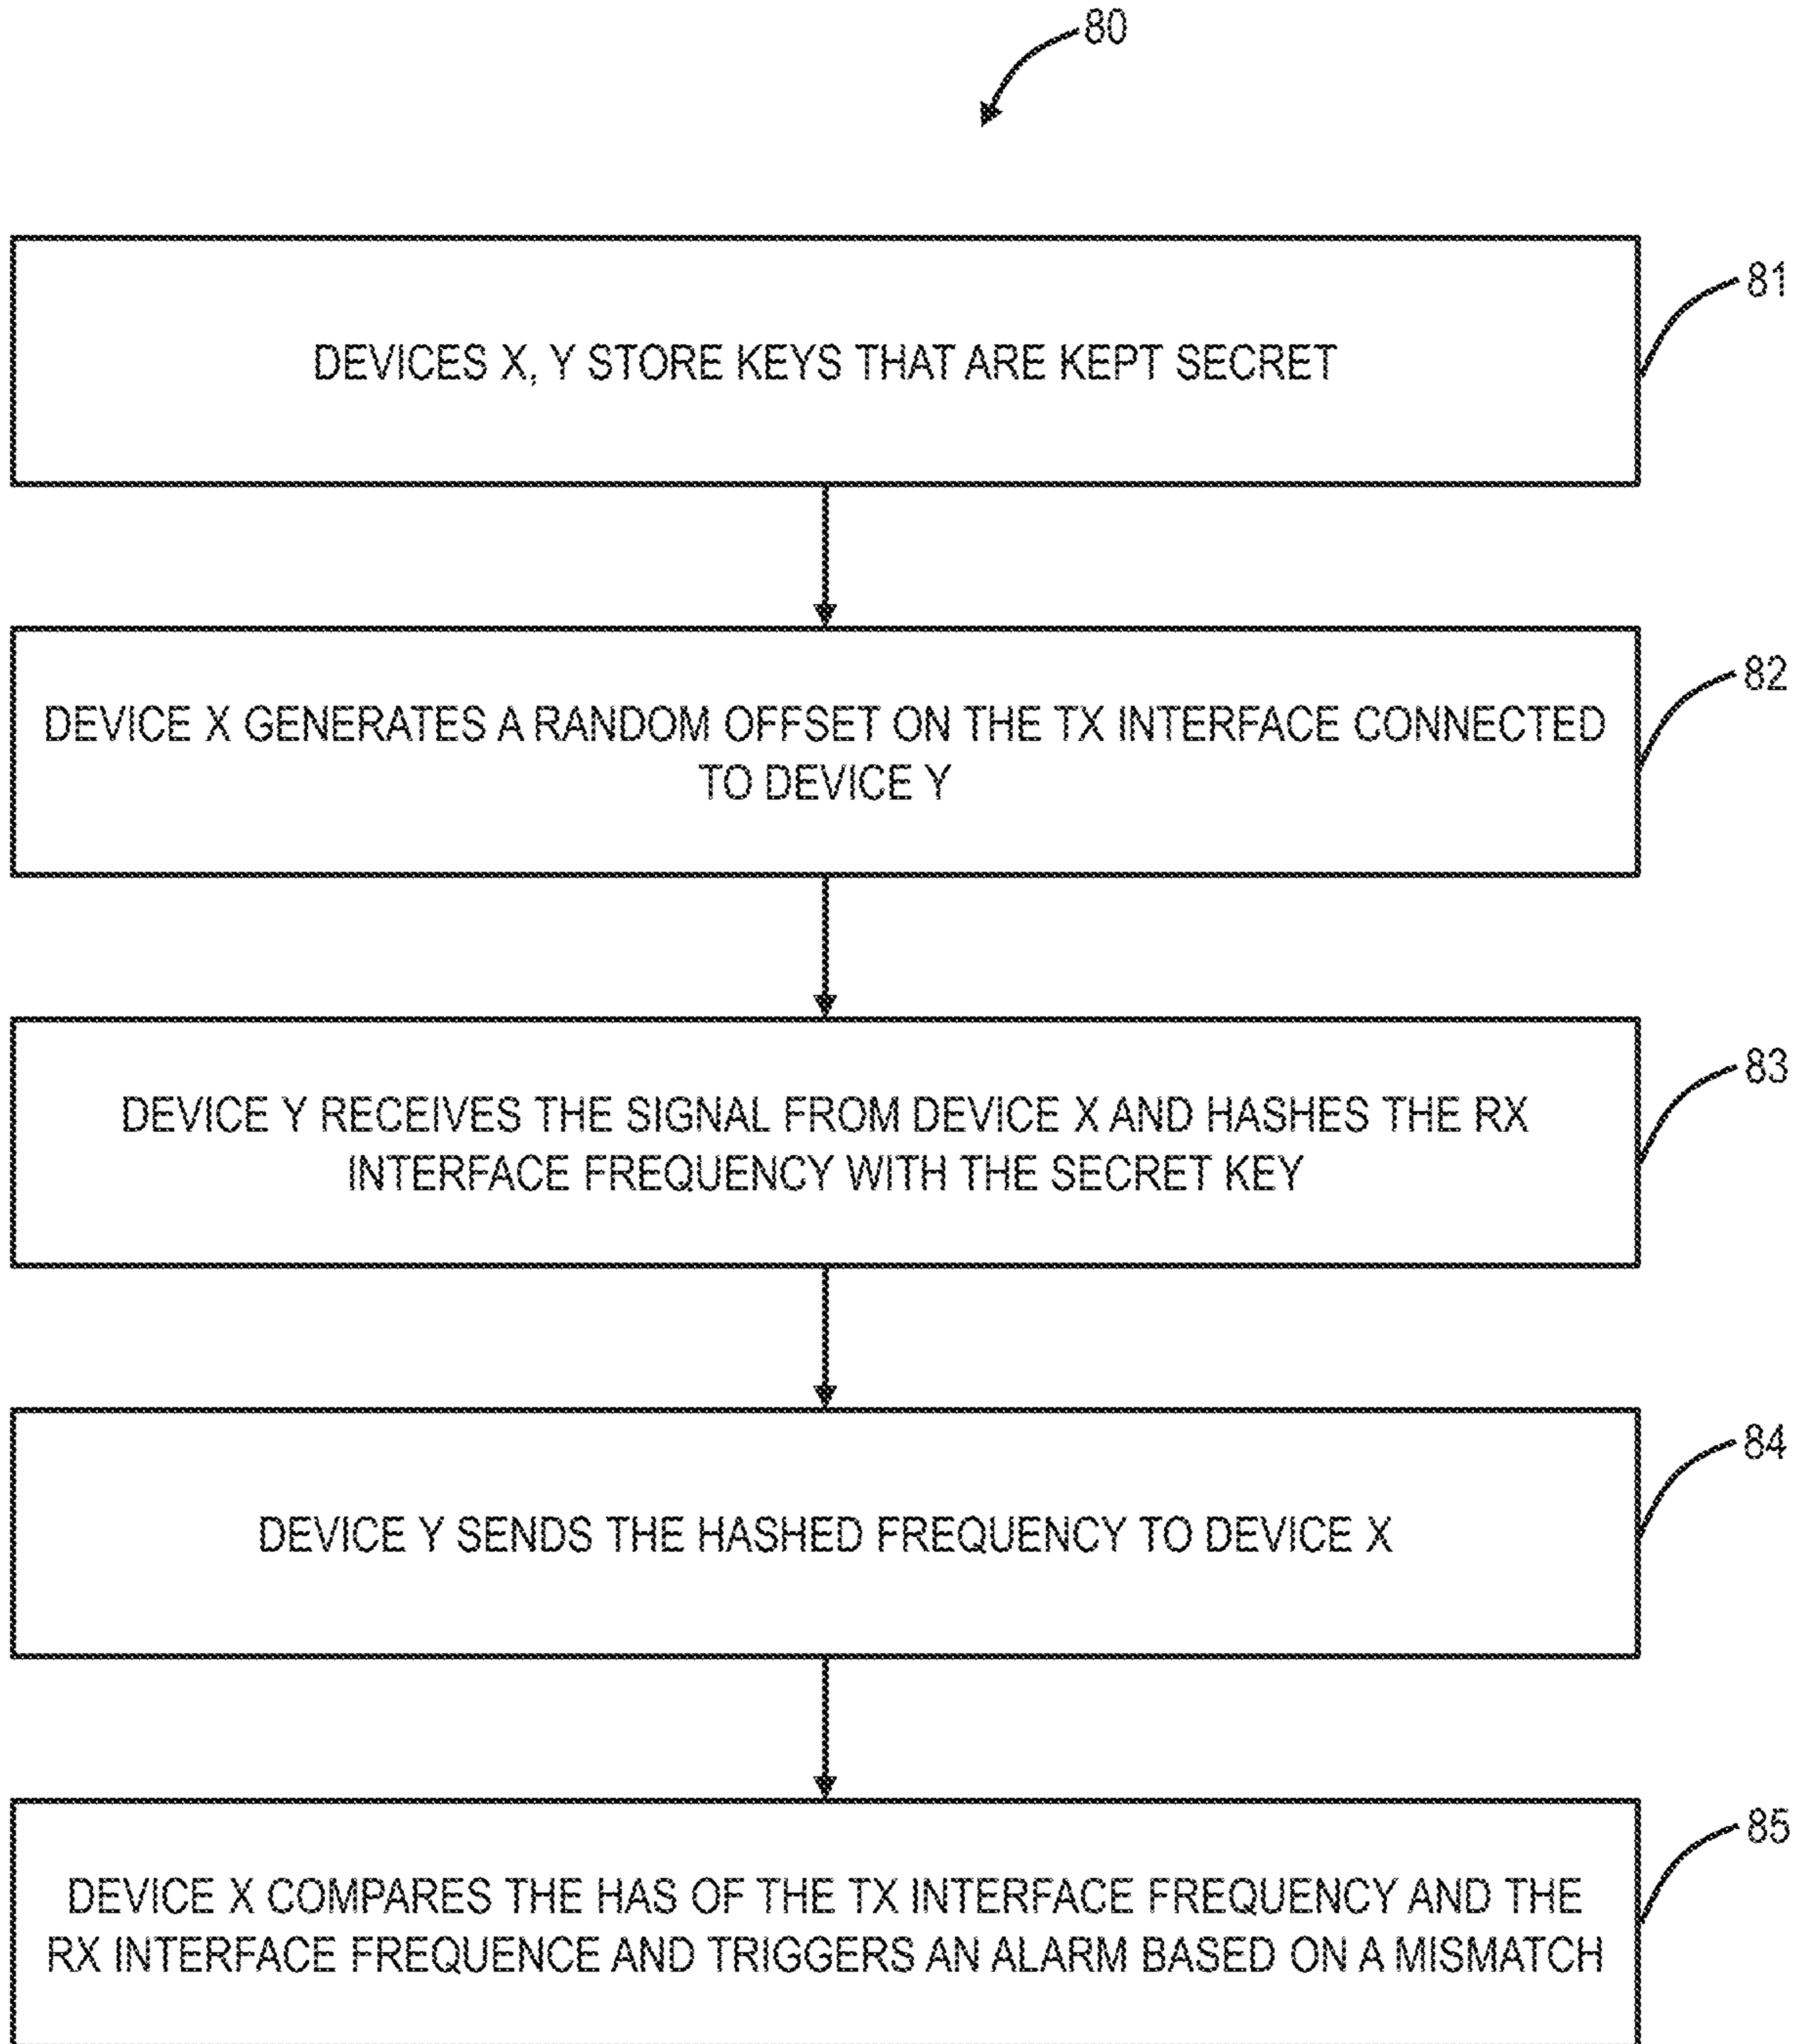 80
81
DEVICES X, Y STORE KEYS THAT ARE KEPT SECRET
82
DEVICE X GENERATES A RANDOM OFFSET ON THE TX INTERFACE CONNECTED
TO DEVICE Y
83
DEVICE Y RECEIVES THE SIGNAL FROM DEVICE X AND HASHES THE RX
INTERFACE FREQUENCY WITH THE SECRET KEY
84
DEVICE Y SENDS THE HASHED FREQUENCY TO DEVICE X
85
DEVICE X COMPARES THE HAS OF THE TX INTERFACE FREQUENCY AND THE
RX INTERFACE FREQUENCE AND TRIGGERS AN ALARM BASED ON A MISMATCH